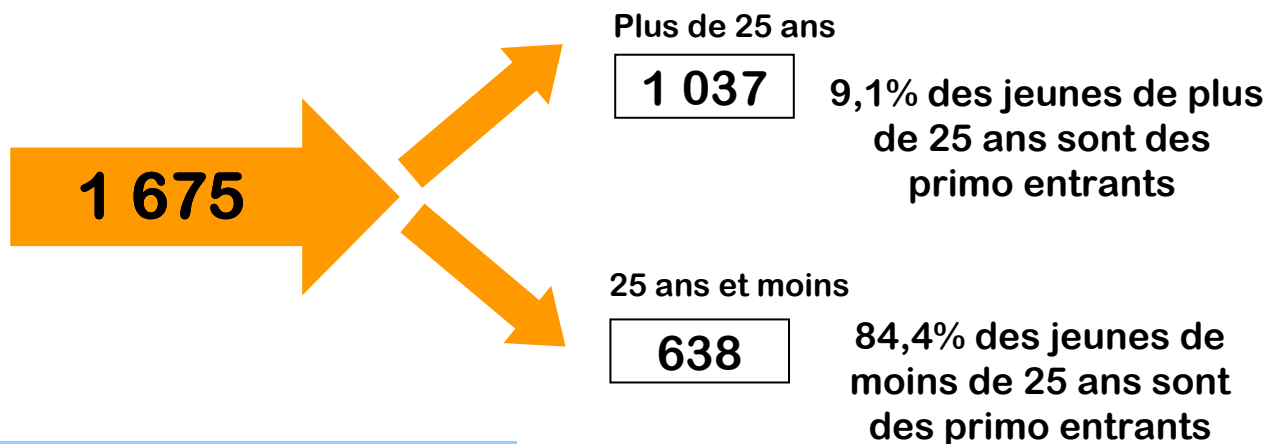 1 675
Plus de 25 ans
1 037
9,1% des jeunes de plus
de 25 ans sont des
primo entrants
25 ans et moins
638
84,4% des jeunes de
moins de 25 ans sont
des primo entrants